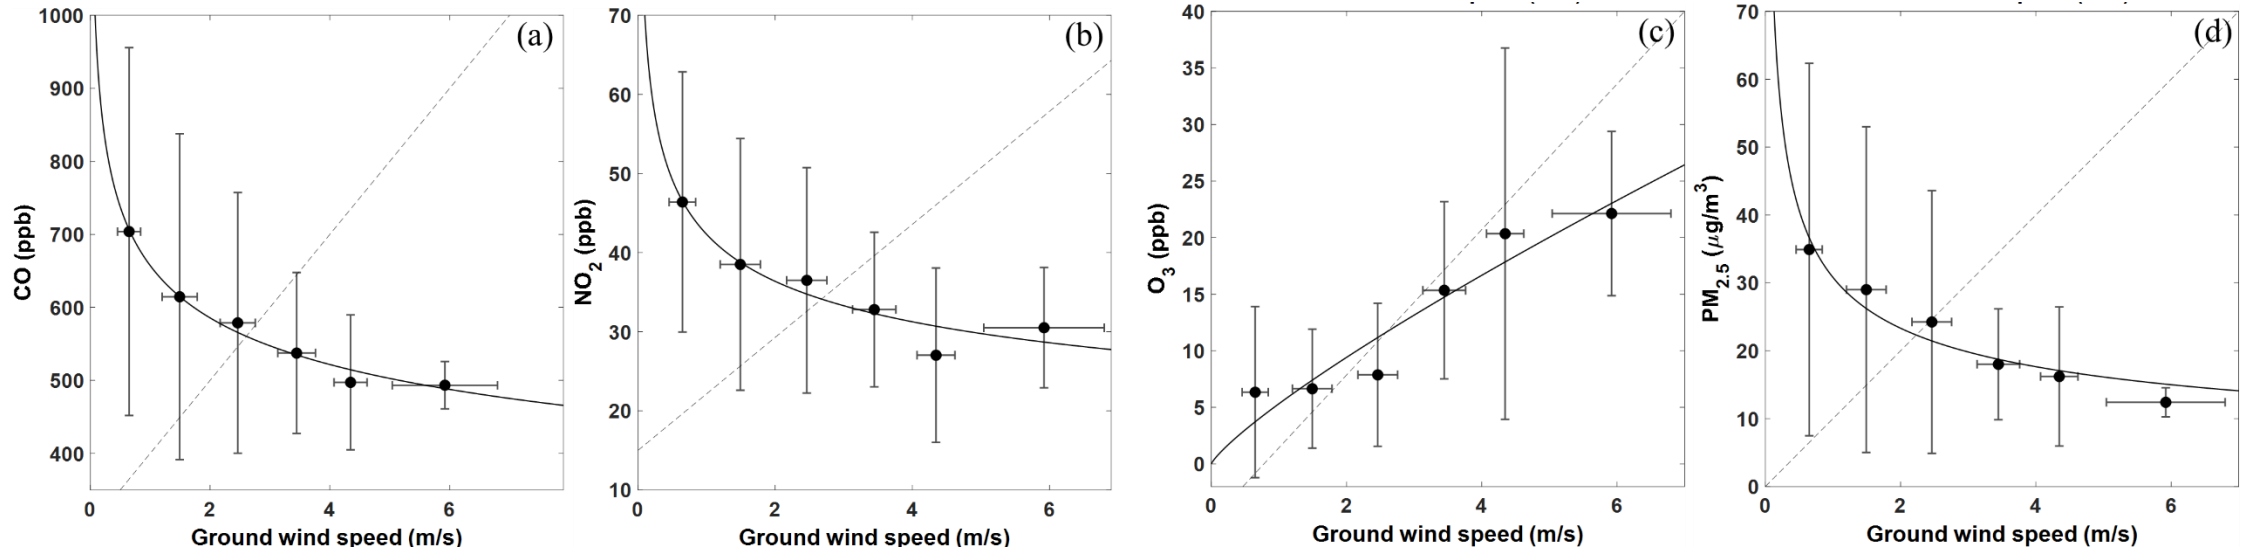 (a)
1000
900
800
700
600
500
400
CO (ppb)
0 2 4 6
Ground wind speed (m/s)
(b)
70
60
50
40
30
20
10
NO2 (ppb)
0 2 4 6
Ground wind speed (m/s)
(c)
40
35
30
25
20
15
10
5
0
O3 (ppb)
0 2 4 6
Ground wind speed (m/s)
(d)
70
60
50
40
30
20
10
0
PM2.5 (μg/m3)
0 2 4 6
Ground wind speed (m/s)